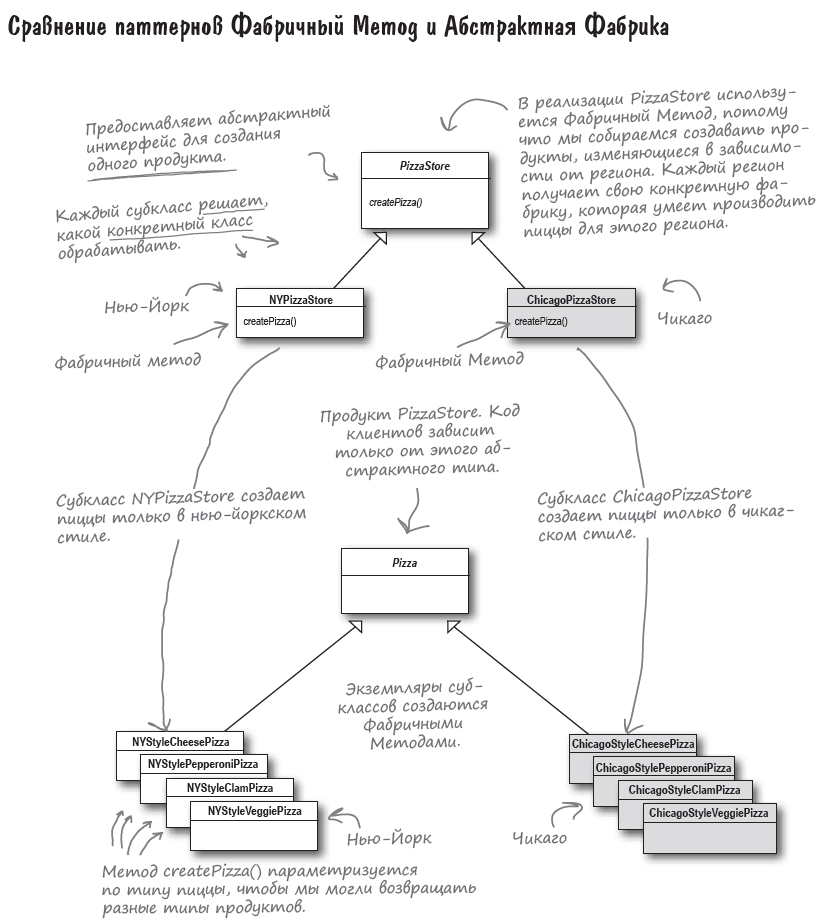 Сравнение паттернов Фабричный Метод и Абстрактная Фабрика
Предоставляет абстрактный
интерфейс для создания
одного продукта.
В реализации PizzaStore использу-
ется Фабричный Метод, потому
что мы собираемся создавать про-
дукты, изменяющиеся в зависимо-
сти от региона. Каждый регион
получает свою конкретную фа-
брику, которая умеет производить
пиццы для этого региона.
PizzaStore
createPizza()
Каждый субкласс решает,
какой конкретный класс
обрабатывать.
Нью-Йорк
NYPizzaStore
createPizza()
ChicagoPizzaStore
createPizza()
Чикаго
Фабричный метод
Фабричный Метод
Продукт PizzaStore. Код
клиентов зависит
только от этого аб-
страктного типа.
Субкласс NYPizzaStore создает
пиццы только в нью-йоркском
стиле.
Субкласс ChicagoPizzaStore
создает пиццы только в чикаг-
ском стиле.
Pizza
Экземпляры суб-
классов создаются
Фабричными
Методами.
NYStyleCheesePizza
NYStylePepperoniPizza
NYStyleClamPizza
NYStyleVeggiePizza
Нью-Йорк
ChicagoStyleCheesePizza
ChicagoStylePepperoniPizza
ChicagoStyleClamPizza
ChicagoStyleVeggiePizza
Чикаго
Метод createPizza() параметризуется
по типу пиццы, чтобы мы могли возвращать
разные типы продуктов.